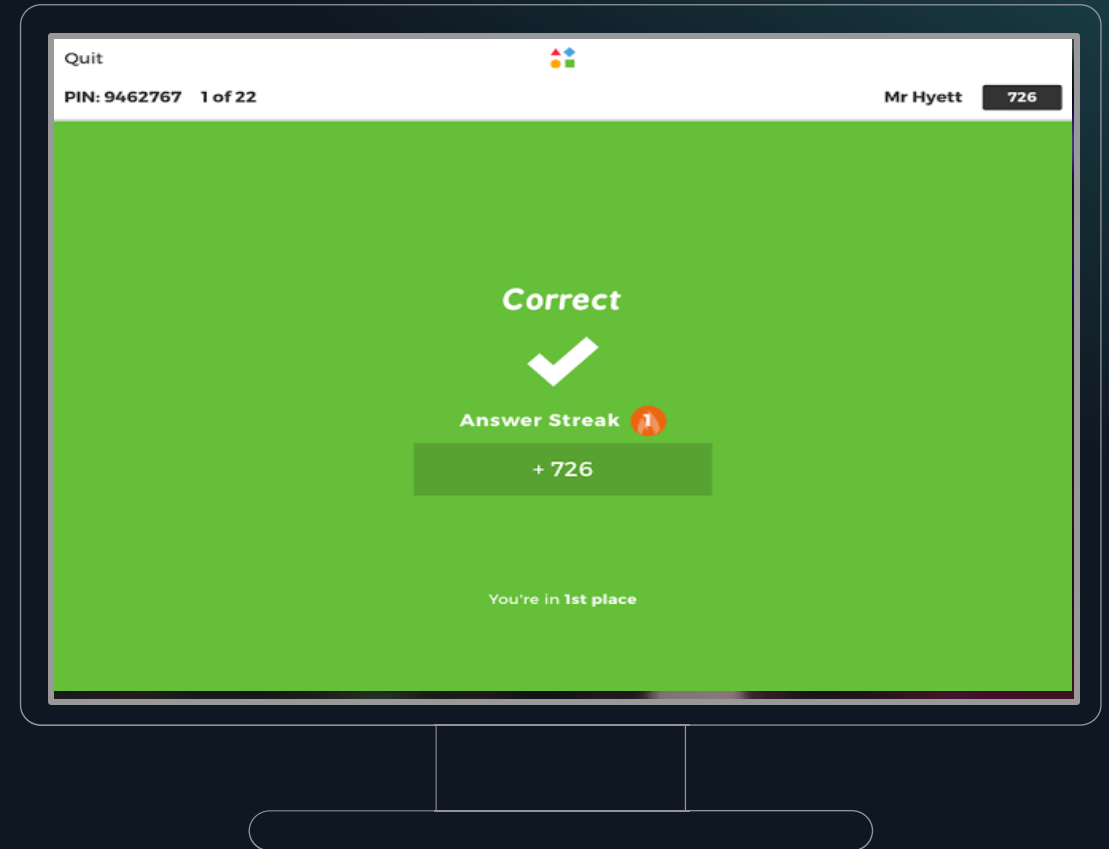 Quit
PIN: 9462767 1 of 22 Mr Hyett 726
Correct
Answer Streak 1
+ 726
You're in 1st place